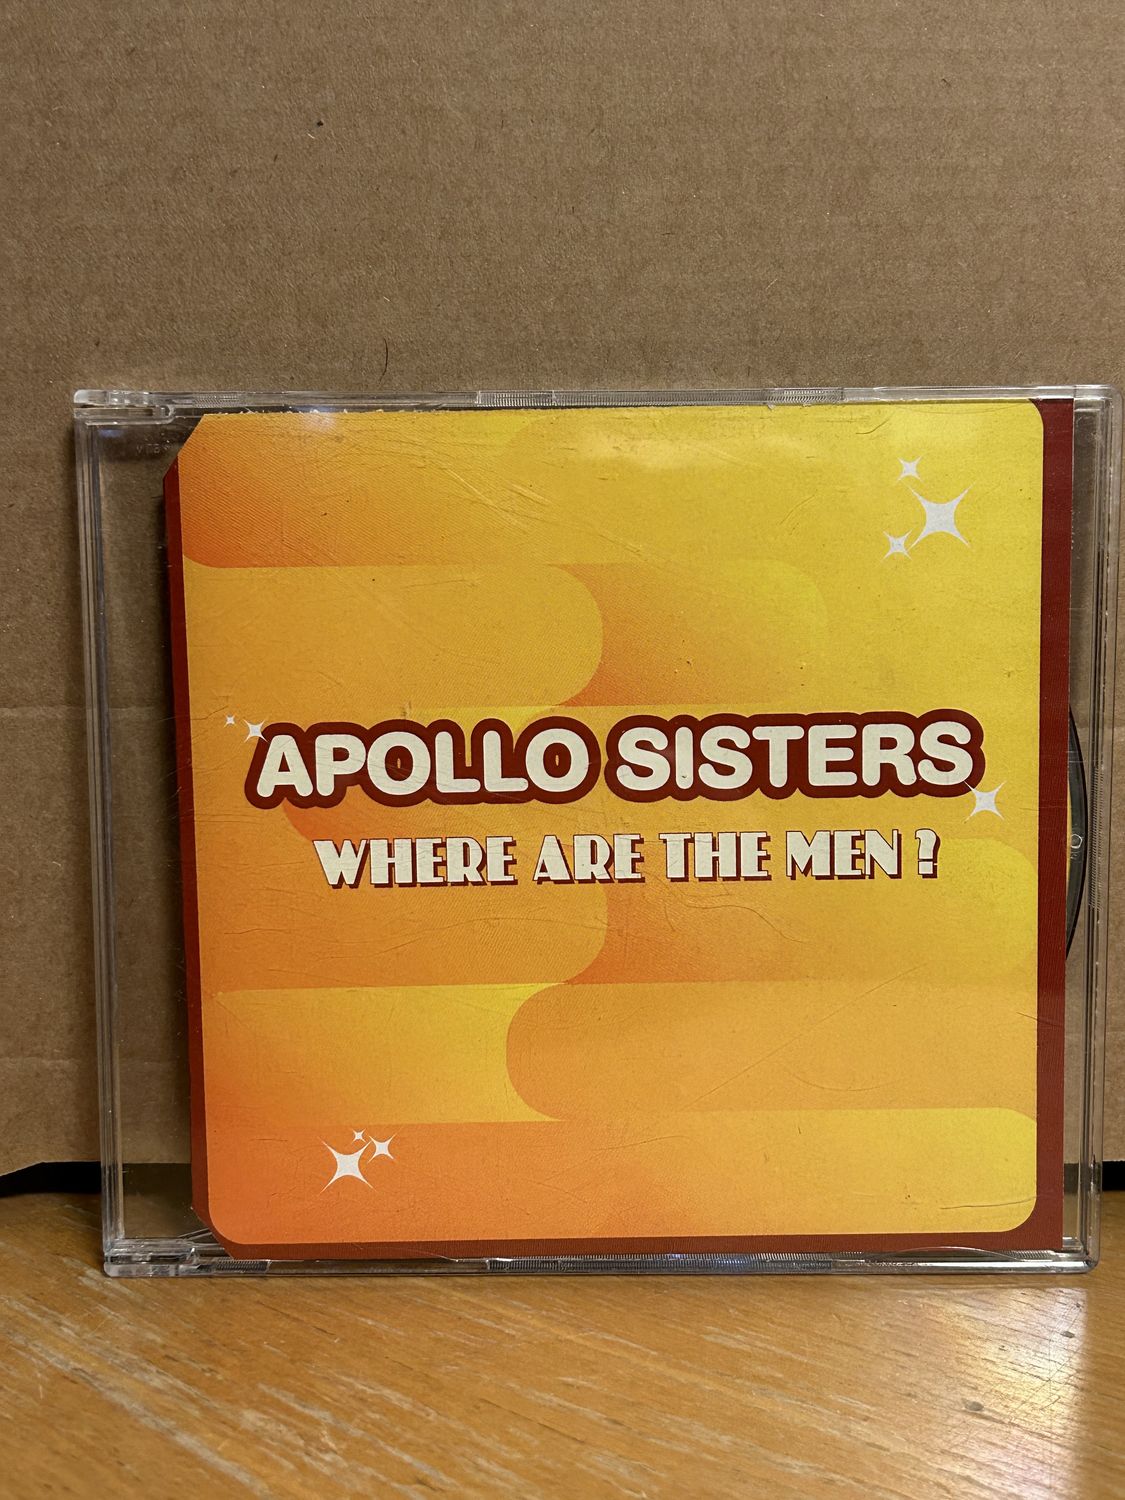 APOLLO SISTERS
WHERE ARE THE MEN ?